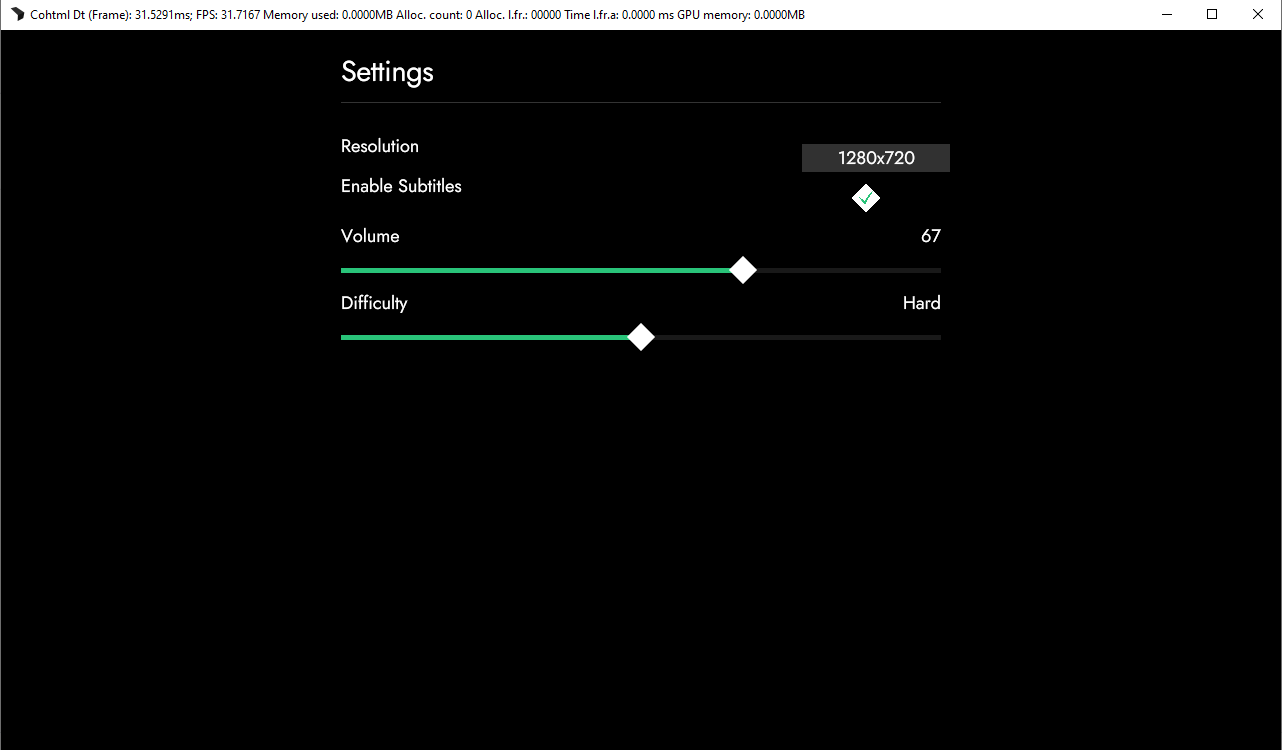 Cohtml Dt (Frame): 31.5291ms; FPS: 31.7167 Memory used: 0.0000MB Alloc. count: 0 Alloc. l.fr.: 00000 Time l.fr.a: 0.0000 ms GPU memory: 0.0000MB
Settings
Resolution 1280x720
Enable Subtitles
Volume 67
Difficulty Hard